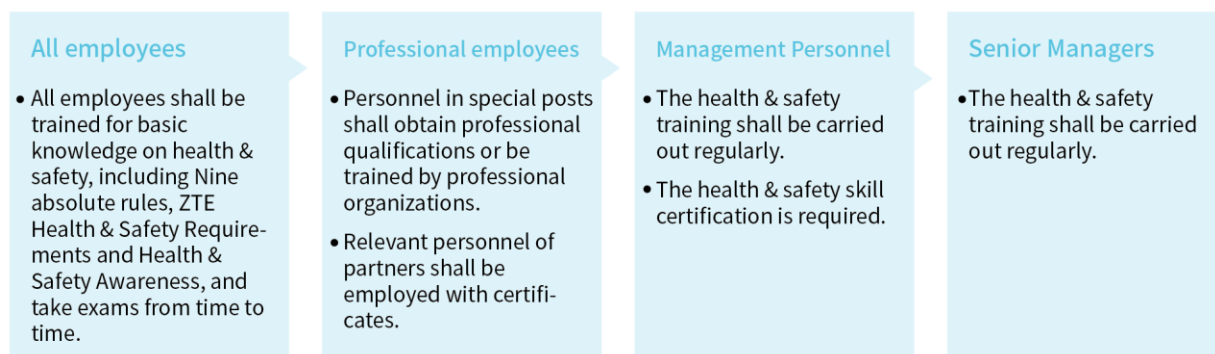 All employees
• All employees shall be
trained for basic
knowledge on health &
safety, including Nine
absolute rules, ZTE
Health & Safety Require-
ments and Health &
Safety Awareness, and
take exams from time to
time.
Professional employees
• Personnel in special posts
shall obtain professional
qualifications or be
trained by professional
organizations.
• Relevant personnel of
partners shall be
employed with certifi-
cates.
Management Personnel
• The health & safety
training shall be carried
out regularly.
• The health & safety skill
certification is required.
Senior Managers
• The health & safety
training shall be carried
out regularly.